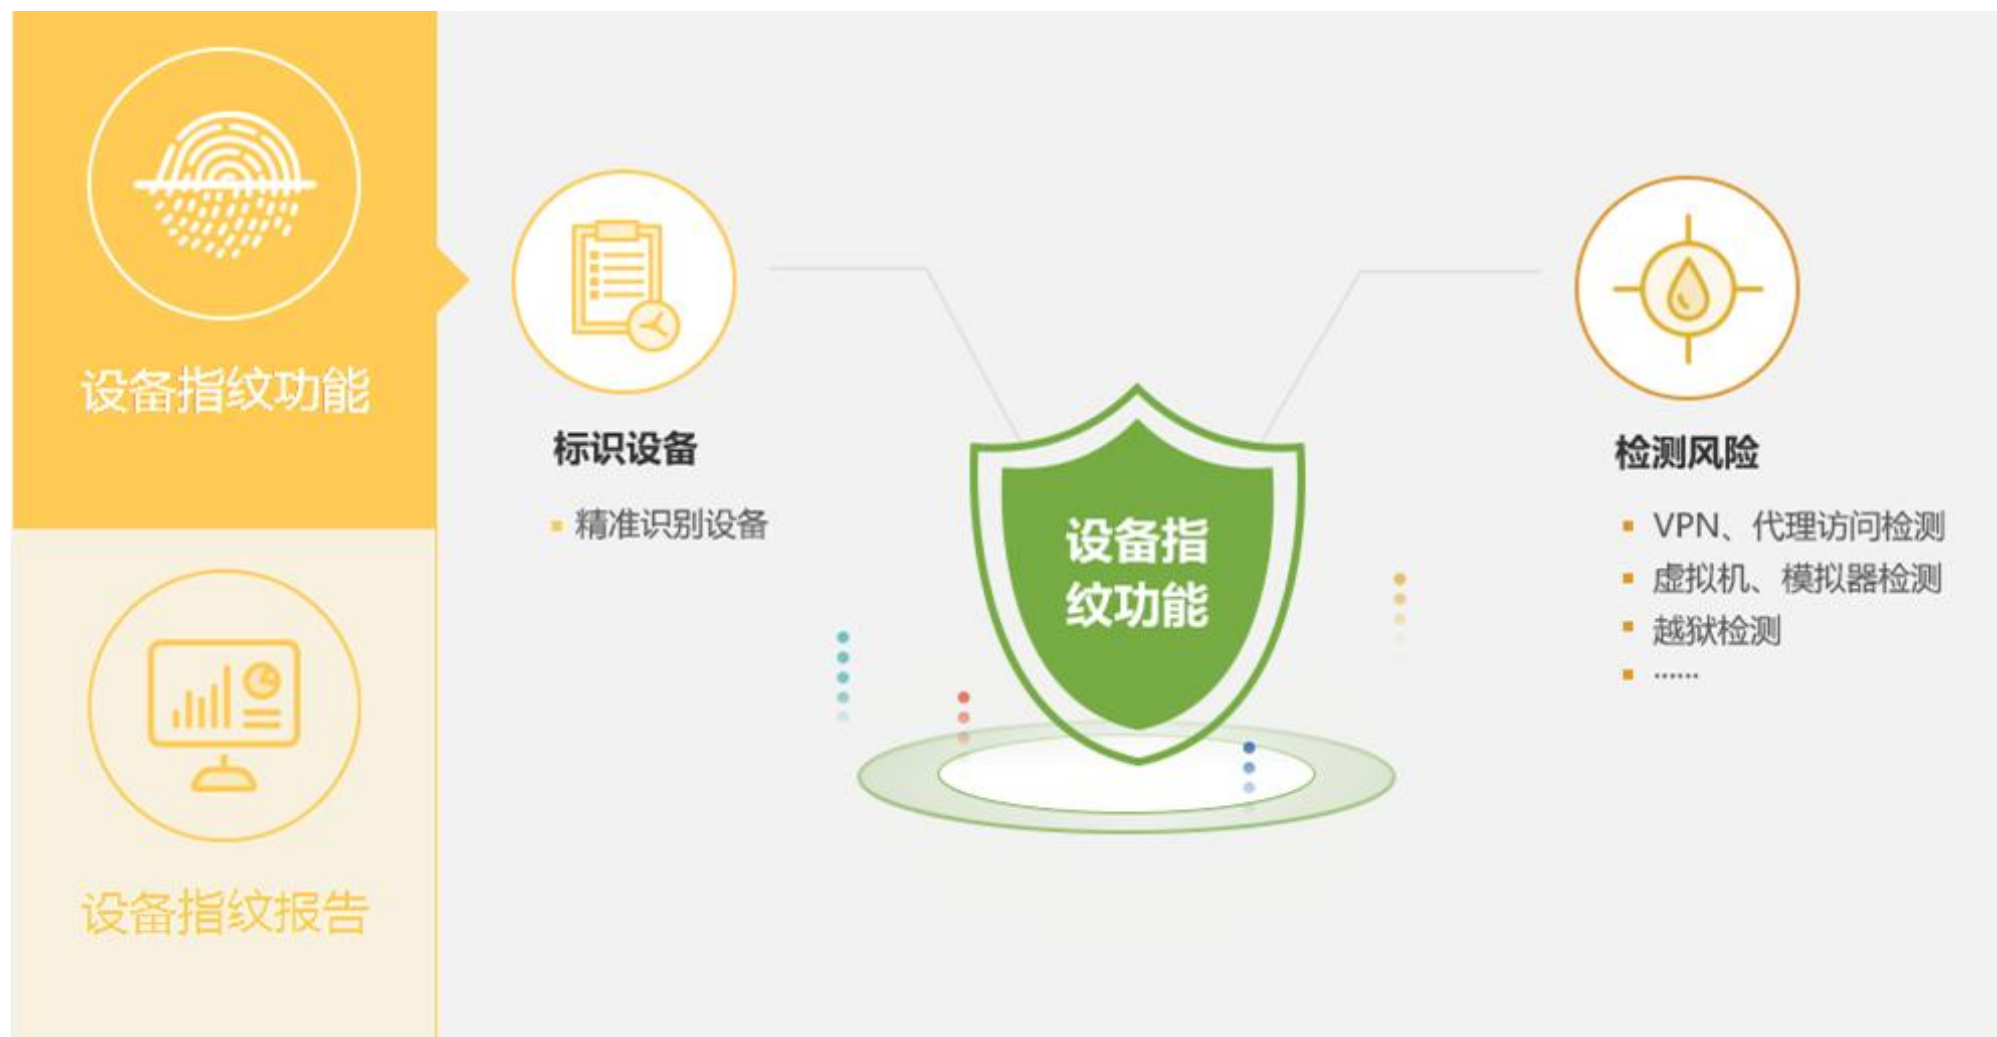 设备指纹功能
设备指纹报告
标识设备
精准识别设备
设备指
纹功能
检测风险
VPN、代理访问检测
虚拟机、模拟器检测
越狱检测
······